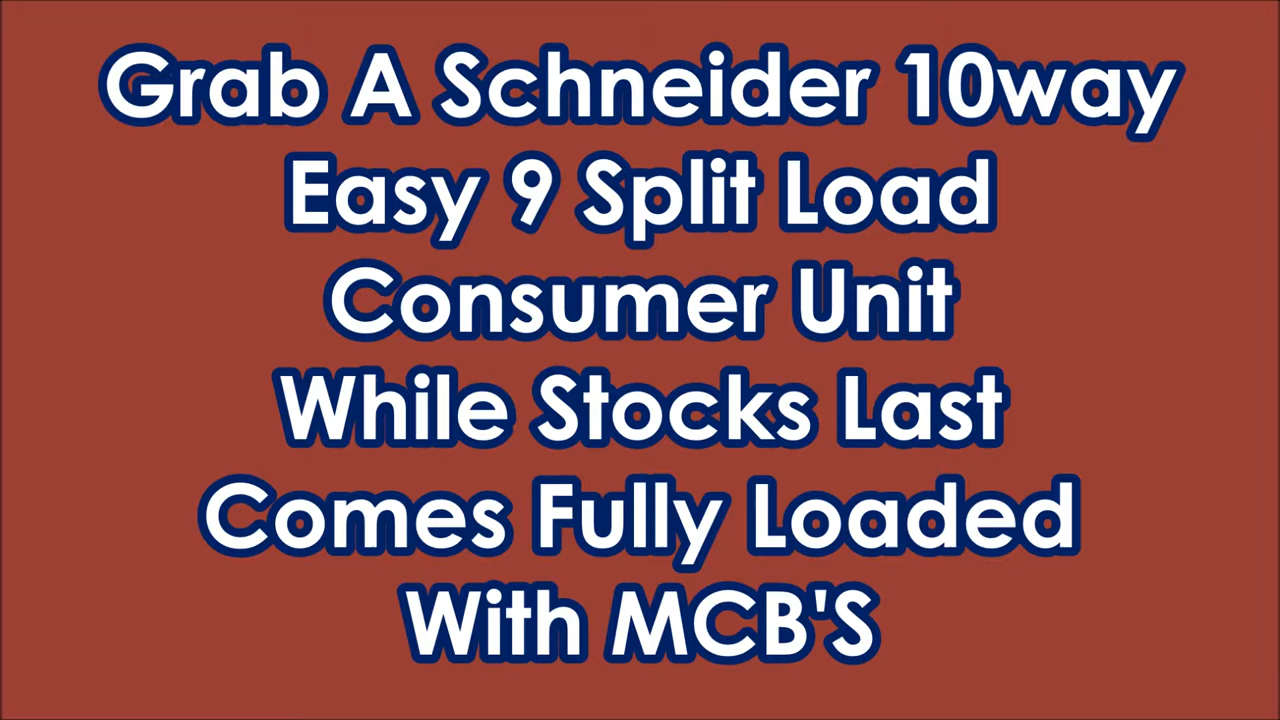 Grab A Schneider 10way
Easy 9 Split Load
Consumer Unit
While Stocks Last
Comes Fully Loaded
With MCB'S